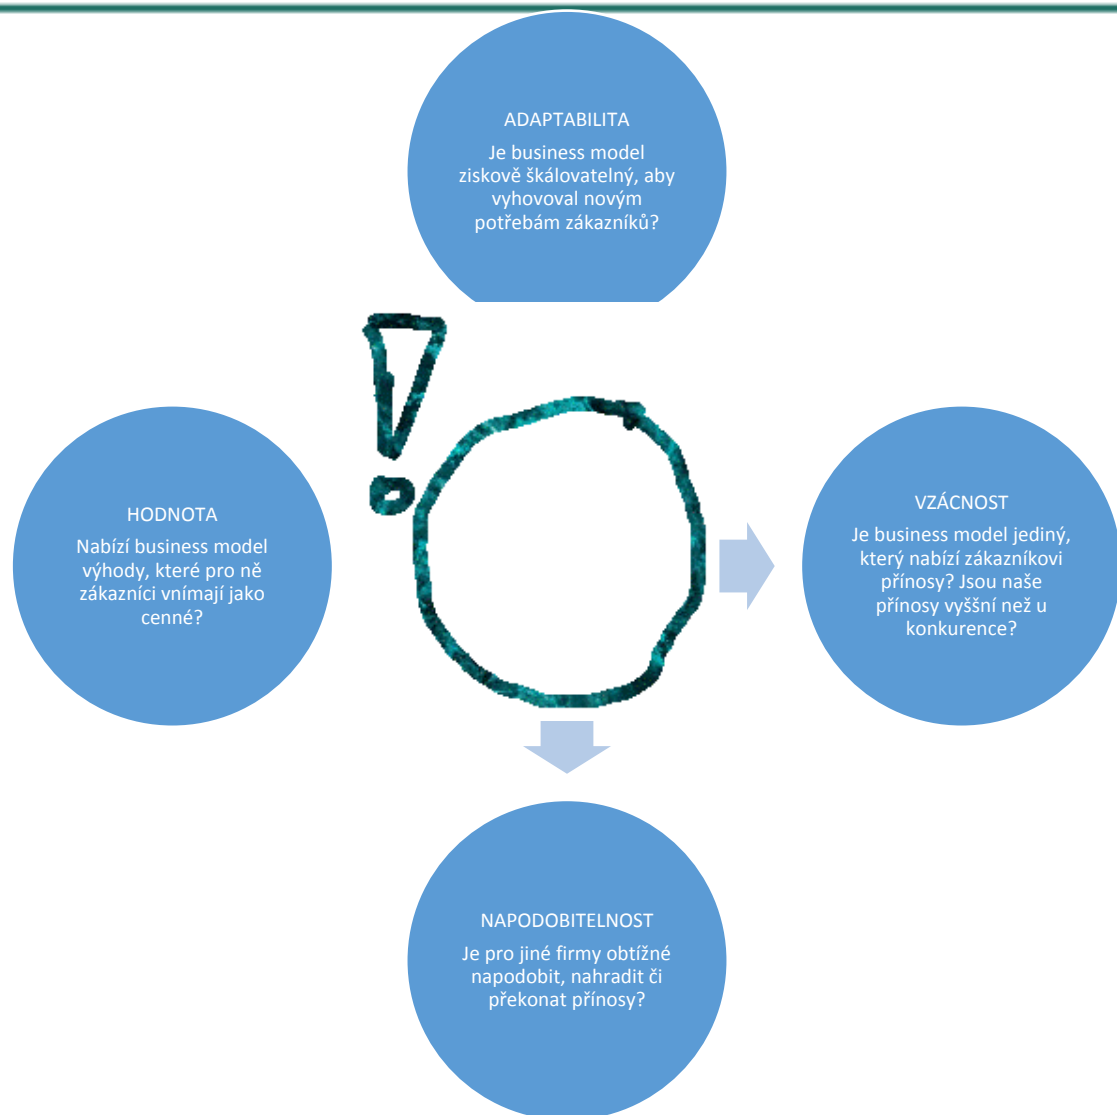 ADAPTABILITA
Je business model
ziskově škálovatelný, aby
vyhovoval novým
potřebám zákazníků?
HODNOTA
Nabízí business model
výhody, které pro ně
zákazníci vnímají jako
cenné?
VZÁCNOST
Je business model jediný,
který nabízí zákazníkovi
přínosy? Jsou naše
přínosy vyššní než u
konkurence?
NAPODOBITELNOST
Je pro jiné firmy obtížné
napodobit, nahradit či
překonat přínosy?